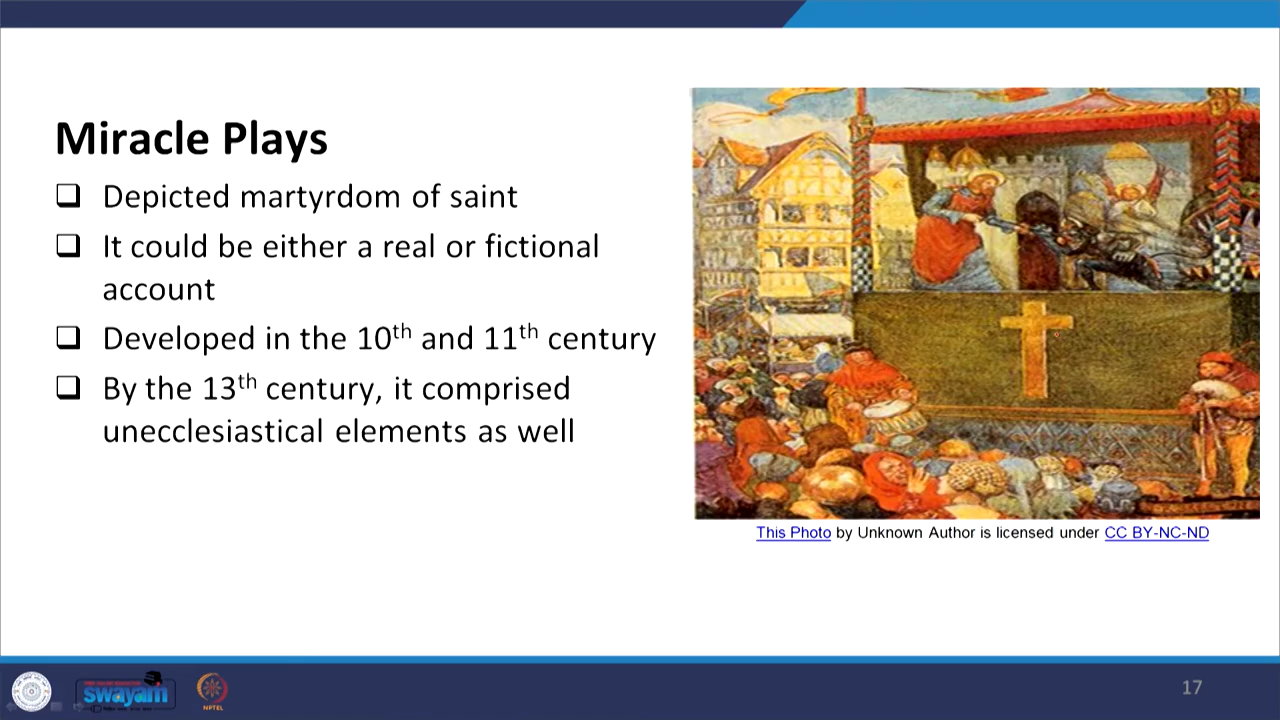 Miracle Plays
Depicted martyrdom of saint
It could be either a real or fictional
account
Developed in the 10th and 11th century
By the 13th century, it comprised
unecclesiastical elements as well
This Photo by Unknown Author is licensed under CC BY-NC-ND
swayam
NPTEL
17